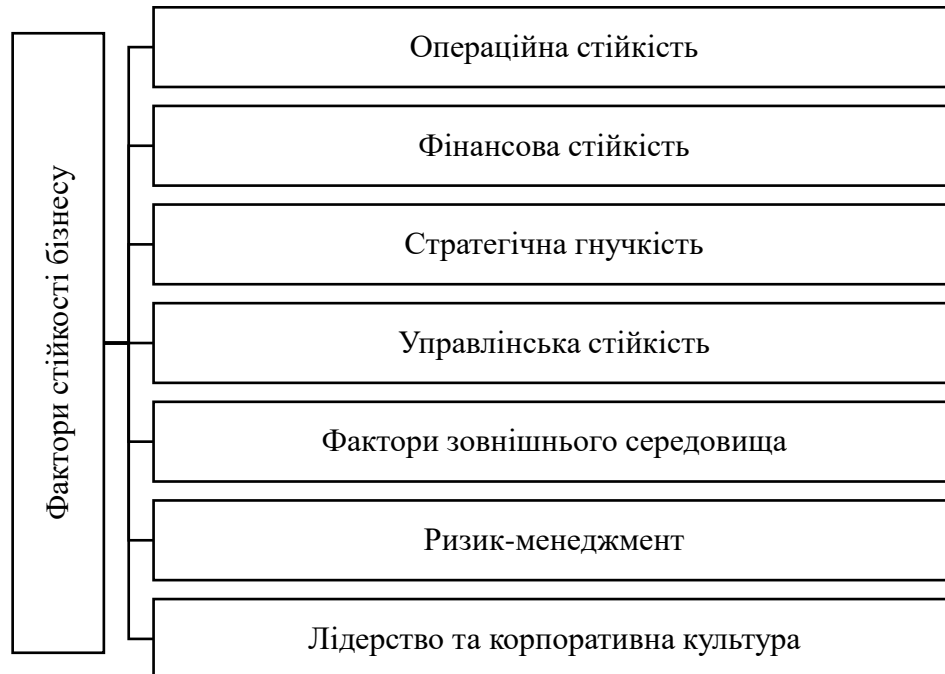 Фактори стійкості бізнесу
Операційна стійкість
Фінансова стійкість
Стратегічна гнучкість
Управлінська стійкість
Фактори зовнішнього середовища
Ризик-менеджмент
Лідерство та корпоративна культура